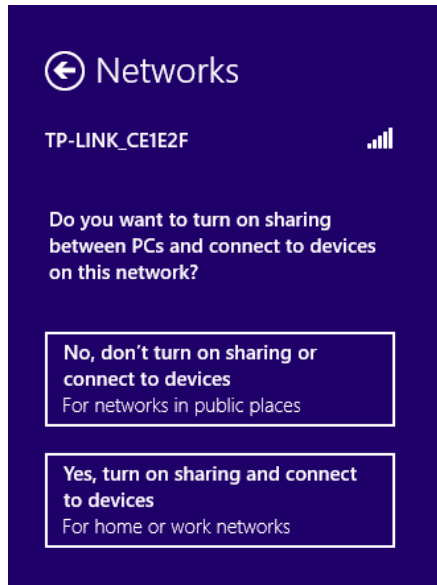 Networks
TP-LINK_CE1E2F
Do you want to turn on sharing
between PCs and connect to devices
on this network?
No, don't turn on sharing or
connect to devices
For networks in public places
Yes, turn on sharing and connect
to devices
For home or work networks